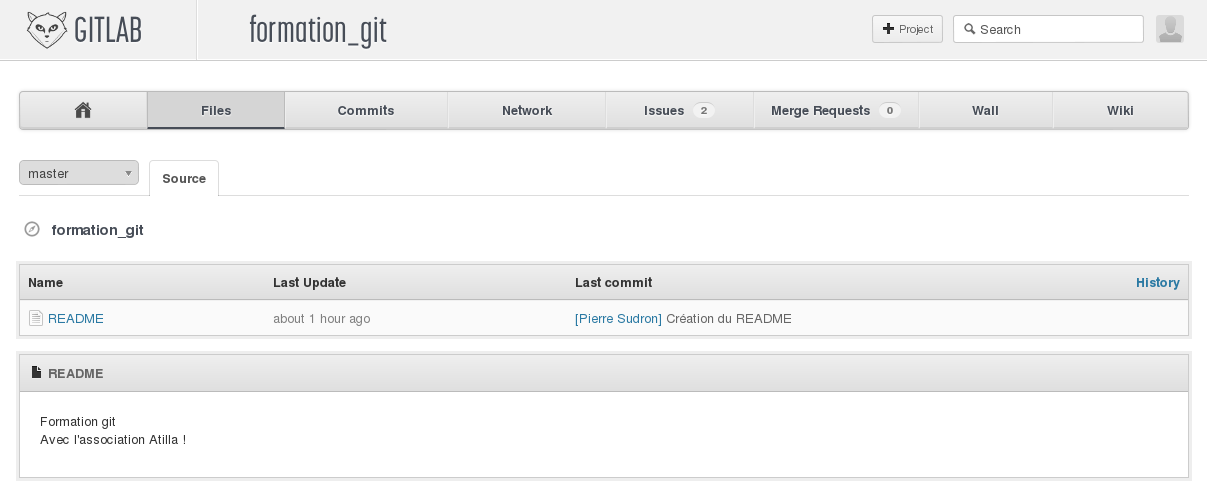 GITLAB formation_git + Project Search
Files Commits Network Issues 2 Merge Requests 0 Wall Wiki
master Source
formation_git
Name Last Update Last commit History
README about 1 hour ago [Pierre Sudron] Création du README
README
Formation git
Avec l'association Atilla !